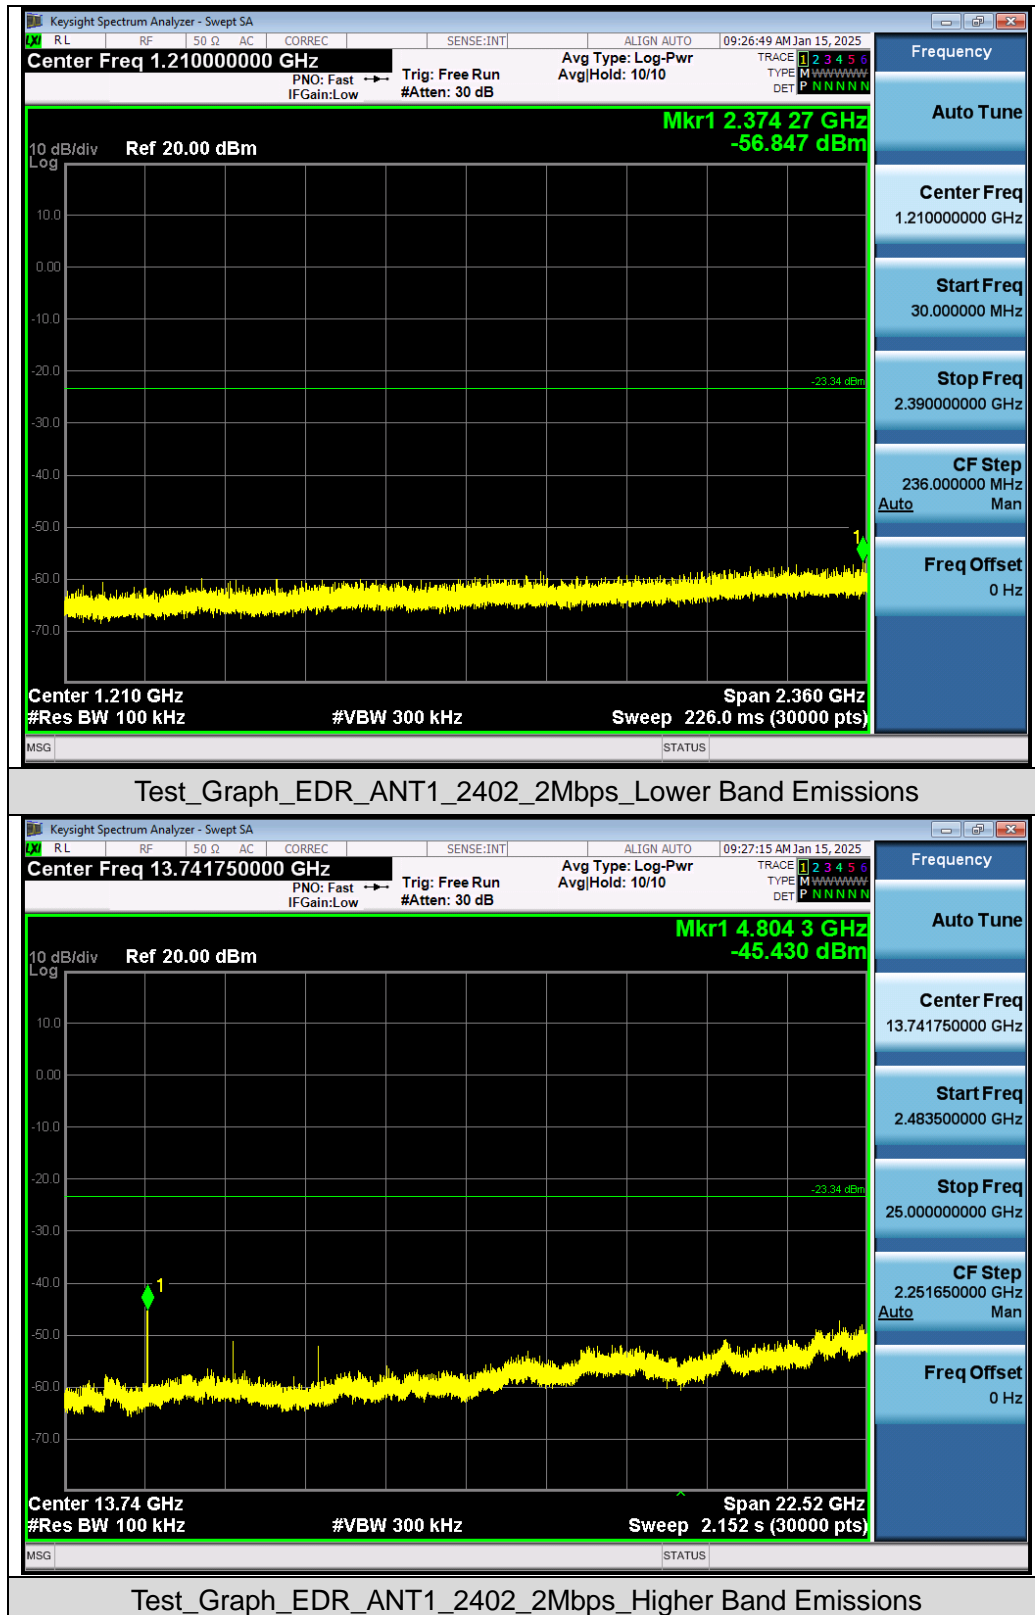 Keysight Spectrum Analyzer - Swept SA
LXI RL RF 50 Ω AC CORREC SENSE:INT ALIGN AUTO 09:26:49 AM Jan 15, 2025
Center Freq 1.210000000 GHz
PNO: Fast
IFGain:Low
Trig: Free Run
#Atten: 30 dB
Avg Type: Log-Pwr
Avg|Hold: 10/10
TRACE 1 2 3 4 5 6
TYPE M WWWWW
DET P N N N N N
Frequency
Mkr1 2.374 27 GHz
-56.847 dBm
10 dB/div Ref 20.00 dBm
Log
10.0
0.00
-10.0
-20.0
-23.34 dBm
-30.0
-40.0
-50.0
1
-60.0
-70.0
Center 1.210 GHz Span 2.360 GHz
#Res BW 100 kHz #VBW 300 kHz Sweep 226.0 ms (30000 pts)
MSG STATUS
Auto Tune
Center Freq
1.210000000 GHz
Start Freq
30.000000 MHz
Stop Freq
2.390000000 GHz
CF Step
236.000000 MHz
Auto Man
Freq Offset
0 Hz
Test_Graph_EDR_ANT1_2402_2Mbps_Lower Band Emissions
Keysight Spectrum Analyzer - Swept SA
LXI RL RF 50 Ω AC CORREC SENSE:INT ALIGN AUTO 09:27:15 AM Jan 15, 2025
Center Freq 13.741750000 GHz
PNO: Fast
IFGain:Low
Trig: Free Run
#Atten: 30 dB
Avg Type: Log-Pwr
Avg|Hold: 10/10
TRACE 1 2 3 4 5 6
TYPE M WWWWW
DET P N N N N N
Frequency
Mkr1 4.804 3 GHz
-45.430 dBm
10 dB/div Ref 20.00 dBm
Log
10.0
0.00
-10.0
-20.0
-23.34 dBm
-30.0
-40.0
1
-50.0
-60.0
-70.0
Center 13.74 GHz Span 22.52 GHz
#Res BW 100 kHz #VBW 300 kHz Sweep 2.152 s (30000 pts)
MSG STATUS
Auto Tune
Center Freq
13.741750000 GHz
Start Freq
2.483500000 GHz
Stop Freq
25.000000000 GHz
CF Step
2.251650000 GHz
Auto Man
Freq Offset
0 Hz
Test_Graph_EDR_ANT1_2402_2Mbps_Higher Band Emissions